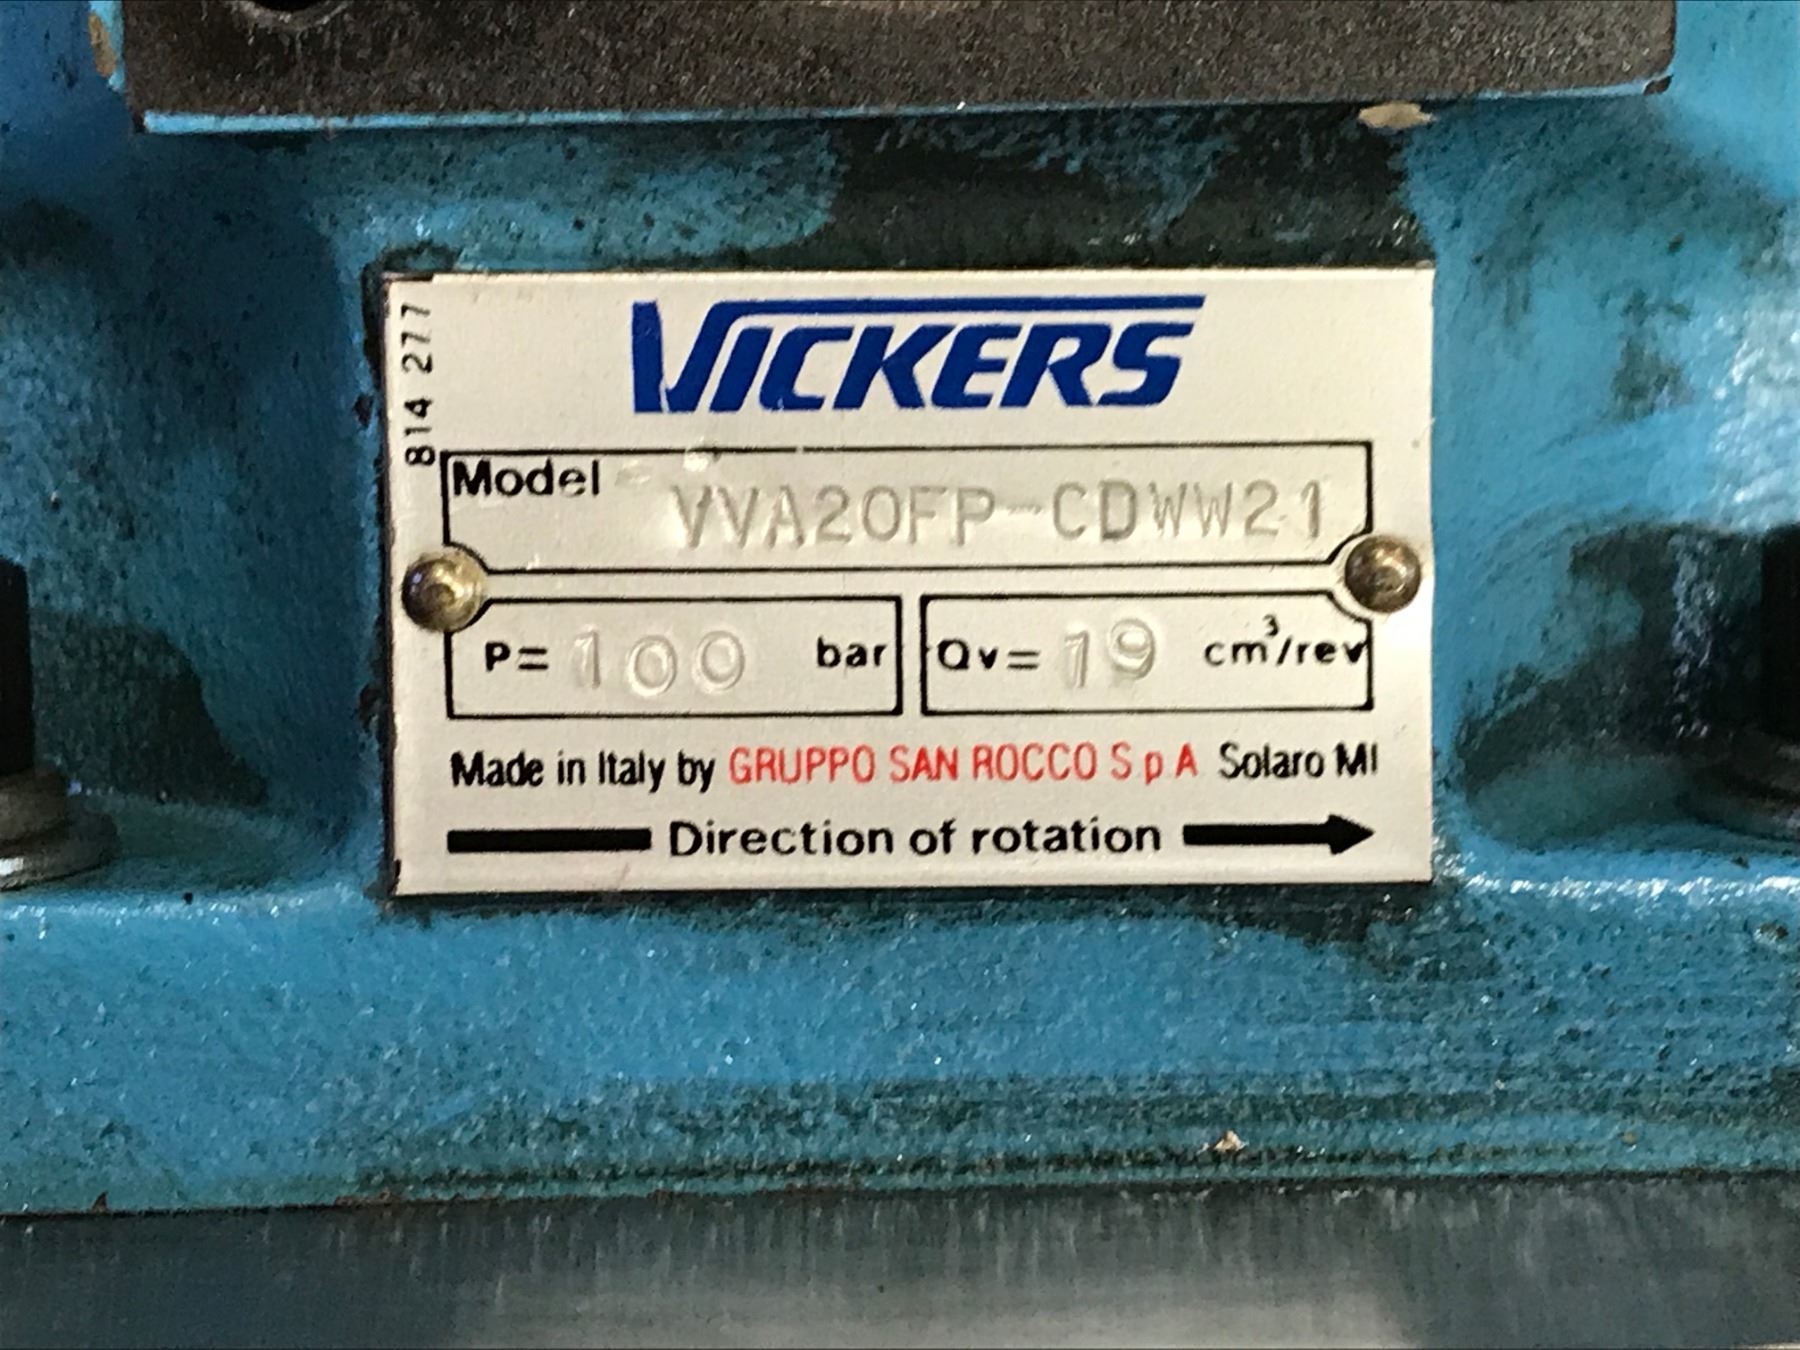 814 277
VICKERS
Model VVA20FP-CDWW21
P= 100 bar
Qv= 19 cm³/rev
Made in Italy by GRUPPO SAN ROCCO S p A Solaro MI
Direction of rotation